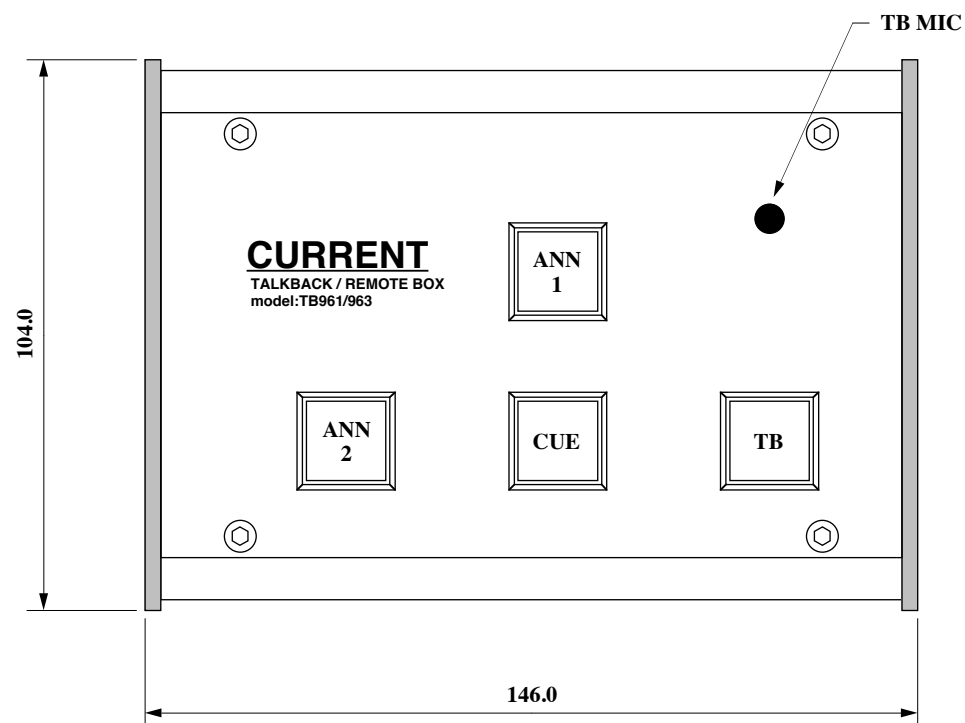 TB MIC
CURRENT
TALKBACK / REMOTE BOX
model:TB961/963
ANN
1
ANN
2
CUE
TB
104.0
146.0